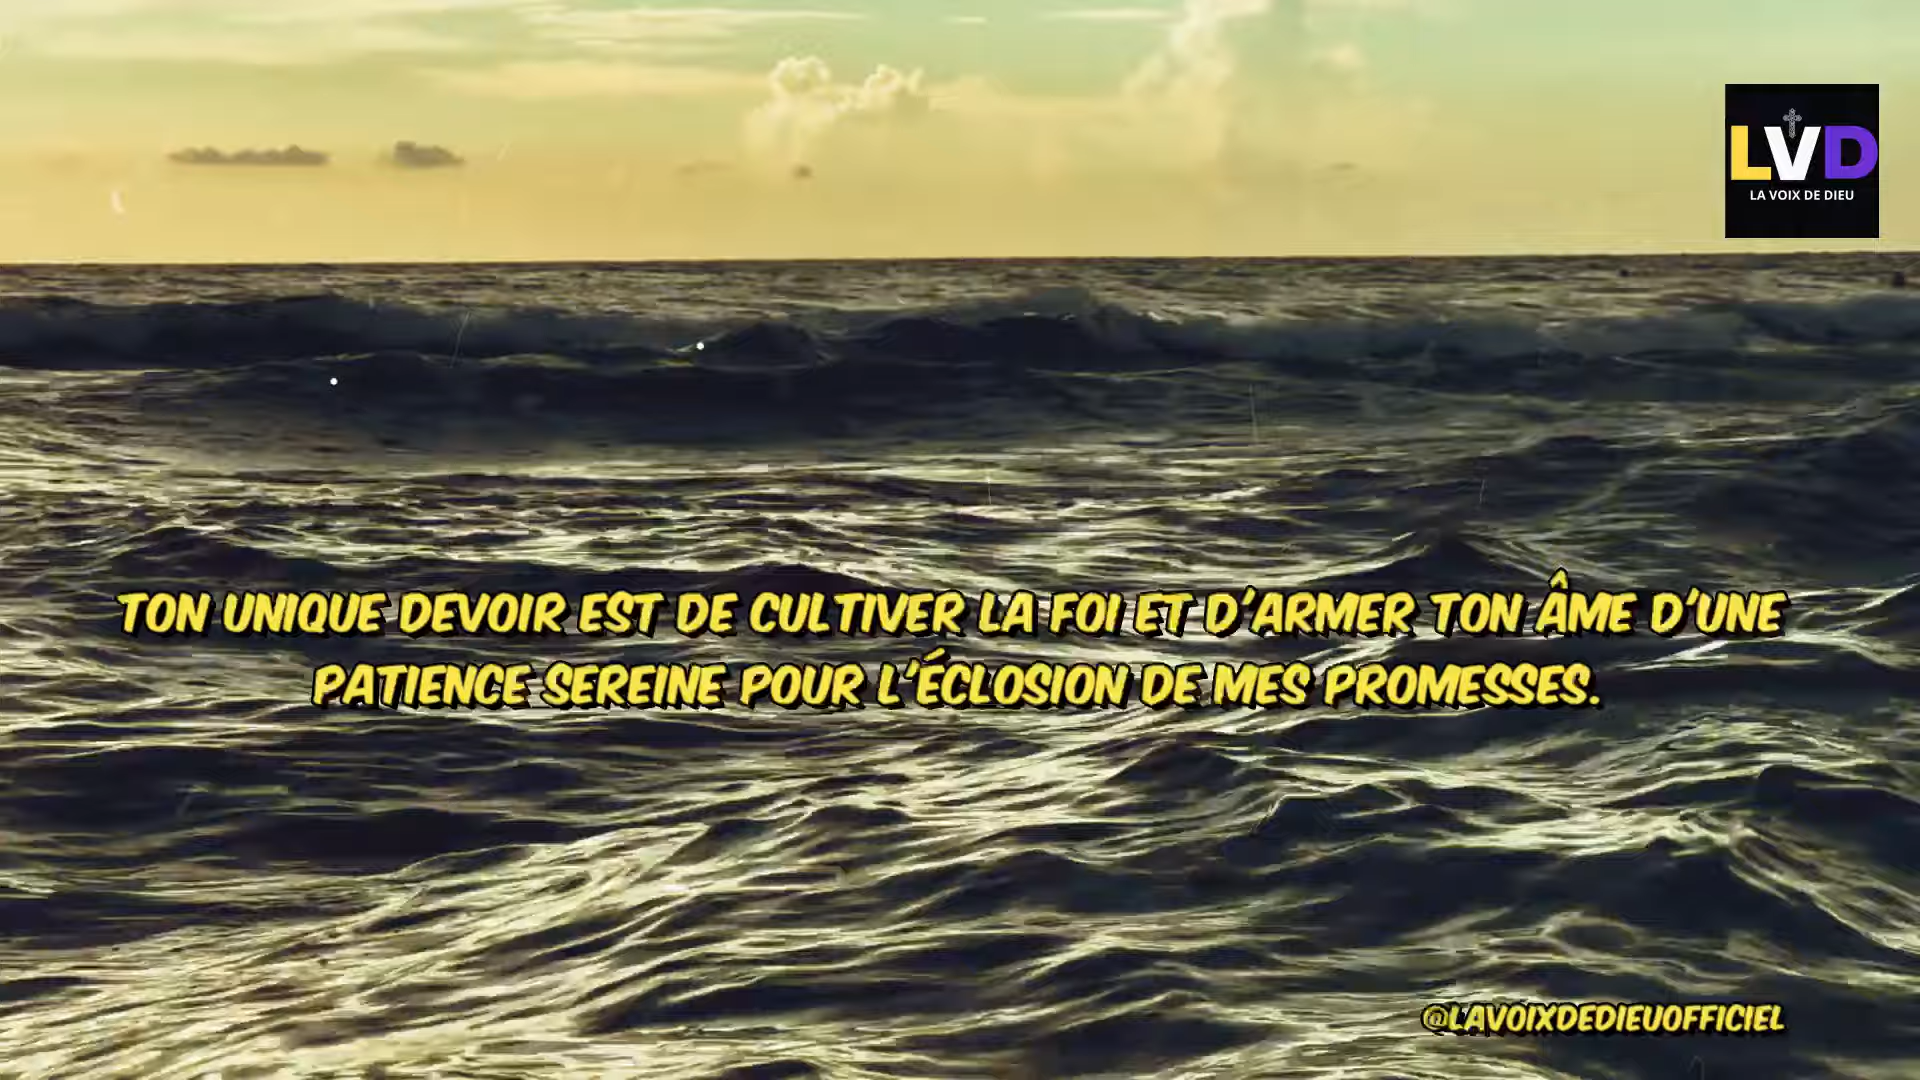 LVD
LA VOIX DE DIEU
TON UNIQUE DEVOIR EST DE CULTIVER LA FOI ET D'ARMER TON ÂME D'UNE
PATIENCE SEREINE POUR L'ÉCLOSION DE MES PROMESSES.
@LAVOIXDEDIEUOFFICIEL